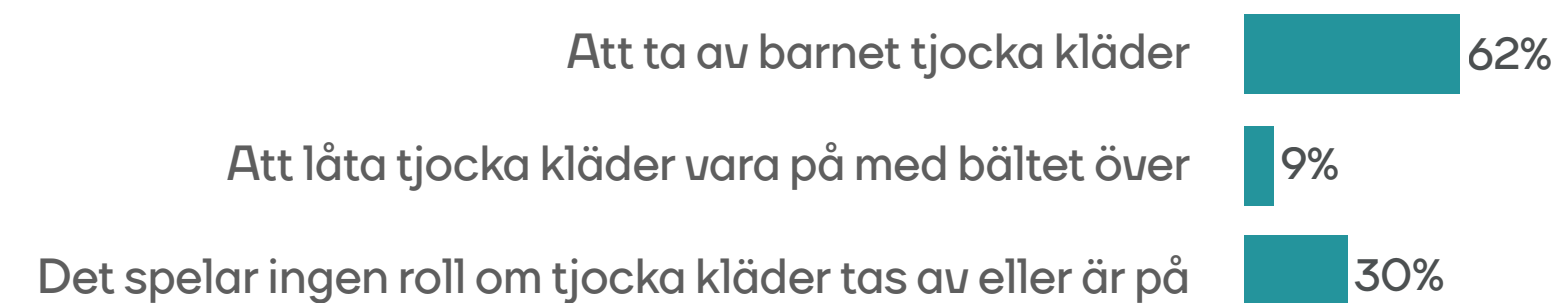 Att ta av barnet tjocka kläder 62%
Att låta tjocka kläder vara på med bältet över 9%
Det spelar ingen roll om tjocka kläder tas av eller är på 30%